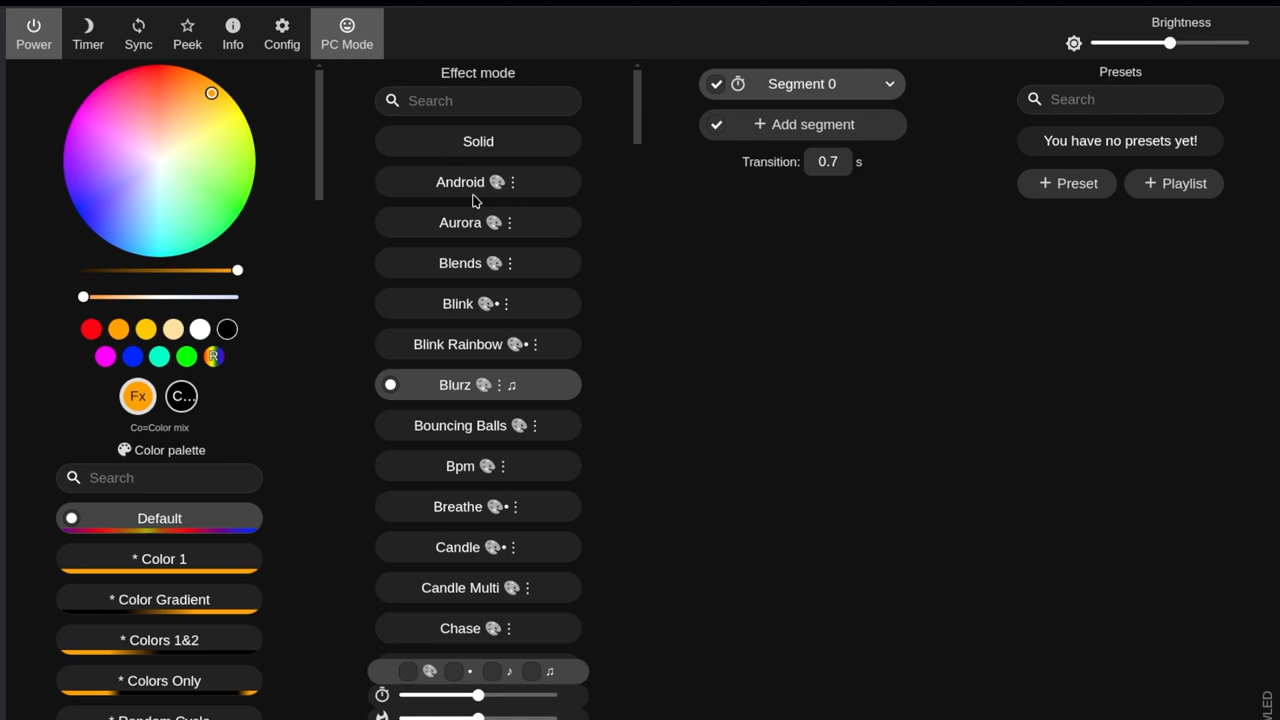 Power
Timer
Sync
Peek
Info
Config
PC Mode
Brightness
R
Fx
C...
Co=Color mix
Color palette
Search
Default
* Color 1
* Color Gradient
* Colors 1&2
* Colors Only
* Random Cycle
Effect mode
Search
Solid
Android
Aurora
Blends
Blink
Blink Rainbow
Blurz
Bouncing Balls
Bpm
Breathe
Candle
Candle Multi
Chase
Segment 0
+ Add segment
Transition: 0.7 s
Presets
Search
You have no presets yet!
+ Preset
+ Playlist